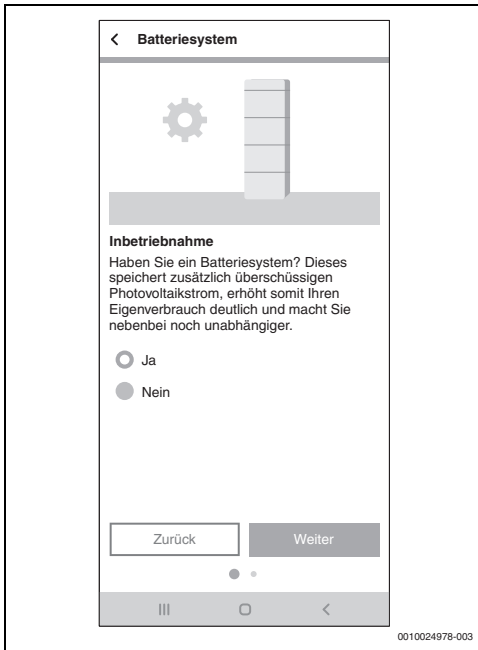 Batteriesystem
Inbetriebnahme
Haben Sie ein Batteriesystem? Dieses
speichert zusätzlich überschüssigen
Photovoltaikstrom, erhöht somit Ihren
Eigenverbrauch deutlich und macht Sie
nebenbei noch unabhängiger.
Ja
Nein
Zurück
Weiter
0010024978-003